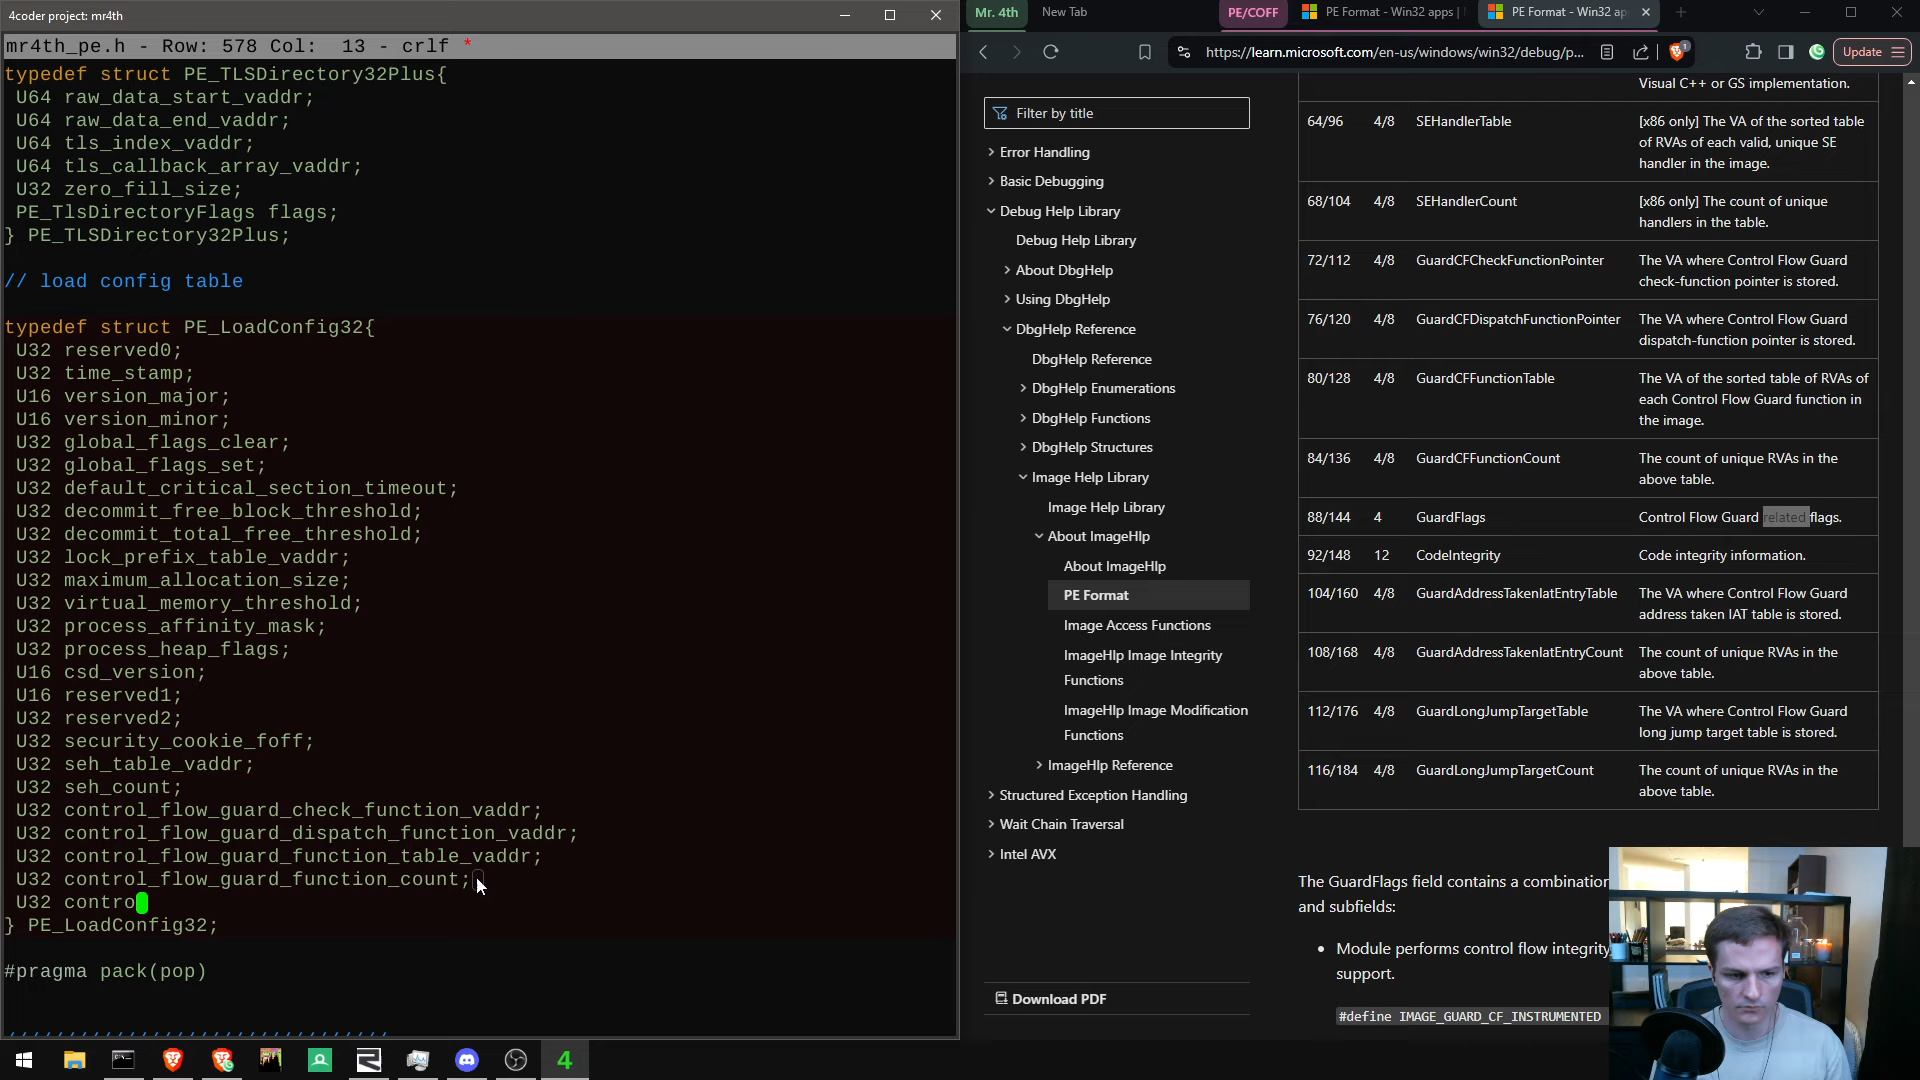 4coder project: mr4th
mr4th_pe.h - Row: 578 Col:  13 - crlf *
typedef struct PE_TLSDirectory32Plus{
U64 raw_data_start_vaddr;
U64 raw_data_end_vaddr;
U64 tls_index_vaddr;
U64 tls_callback_array_vaddr;
U32 zero_fill_size;
PE_TlsDirectoryFlags flags;
} PE_TLSDirectory32Plus;
// load config table
typedef struct PE_LoadConfig32{
U32 reserved0;
U32 time_stamp;
U16 version_major;
U16 version_minor;
U32 global_flags_clear;
U32 global_flags_set;
U32 default_critical_section_timeout;
U32 decommit_free_block_threshold;
U32 decommit_total_free_threshold;
U32 lock_prefix_table_vaddr;
U32 maximum_allocation_size;
U32 virtual_memory_threshold;
U32 process_affinity_mask;
U32 process_heap_flags;
U16 csd_version;
U16 reserved1;
U32 reserved2;
U32 security_cookie_foff;
U32 seh_table_vaddr;
U32 seh_count;
U32 control_flow_guard_check_function_vaddr;
U32 control_flow_guard_dispatch_function_vaddr;
U32 control_flow_guard_function_table_vaddr;
U32 control_flow_guard_function_count;
U32 contro
} PE_LoadConfig32;
#pragma pack(pop)
Mr. 4th New Tab PE/COFF PE Format - Win32 apps | PE Format - Win32 ap
https://learn.microsoft.com/en-us/windows/win32/debug/p... 1 Update
Filter by title
Error Handling
Basic Debugging
Debug Help Library
Debug Help Library
About DbgHelp
Using DbgHelp
DbgHelp Reference
DbgHelp Reference
DbgHelp Enumerations
DbgHelp Functions
DbgHelp Structures
Image Help Library
Image Help Library
About ImageHlp
About ImageHlp
PE Format
Image Access Functions
ImageHlp Image Integrity
Functions
ImageHlp Image Modification
Functions
ImageHlp Reference
Structured Exception Handling
Wait Chain Traversal
Intel AVX
Download PDF
Visual C++ or GS implementation.
64/96 4/8 SEHandlerTable [x86 only] The VA of the sorted table
of RVAs of each valid, unique SE
handler in the image.
68/104 4/8 SEHandlerCount [x86 only] The count of unique
handlers in the table.
72/112 4/8 GuardCFCheckFunctionPointer The VA where Control Flow Guard
check-function pointer is stored.
76/120 4/8 GuardCFDispatchFunctionPointer The VA where Control Flow Guard
dispatch-function pointer is stored.
80/128 4/8 GuardCFFunctionTable The VA of the sorted table of RVAs of
each Control Flow Guard function in
the image.
84/136 4/8 GuardCFFunctionCount The count of unique RVAs in the
above table.
88/144 4 GuardFlags Control Flow Guard related flags.
92/148 12 CodeIntegrity Code integrity information.
104/160 4/8 GuardAddressTakenIatEntryTable The VA where Control Flow Guard
address taken IAT table is stored.
108/168 4/8 GuardAddressTakenIatEntryCount The count of unique RVAs in the
above table.
112/176 4/8 GuardLongJumpTargetTable The VA where Control Flow Guard
long jump target table is stored.
116/184 4/8 GuardLongJumpTargetCount The count of unique RVAs in the
above table.
The GuardFlags field contains a combination
and subfields:
• Module performs control flow integrity
support.
#define IMAGE_GUARD_CF_INSTRUMENTED
4